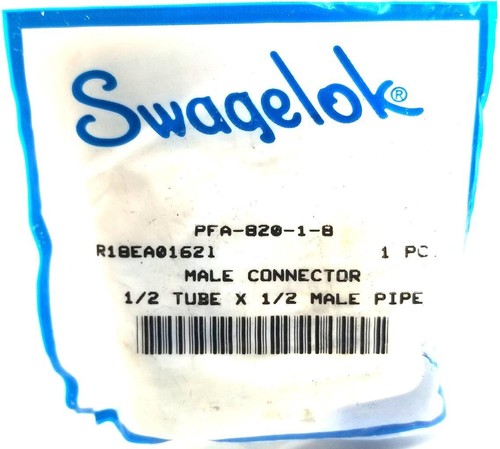 Swagelok®
PFA-820-1-8
R18EA01621 1 PC.
MALE CONNECTOR
1/2 TUBE X 1/2 MALE PIPE